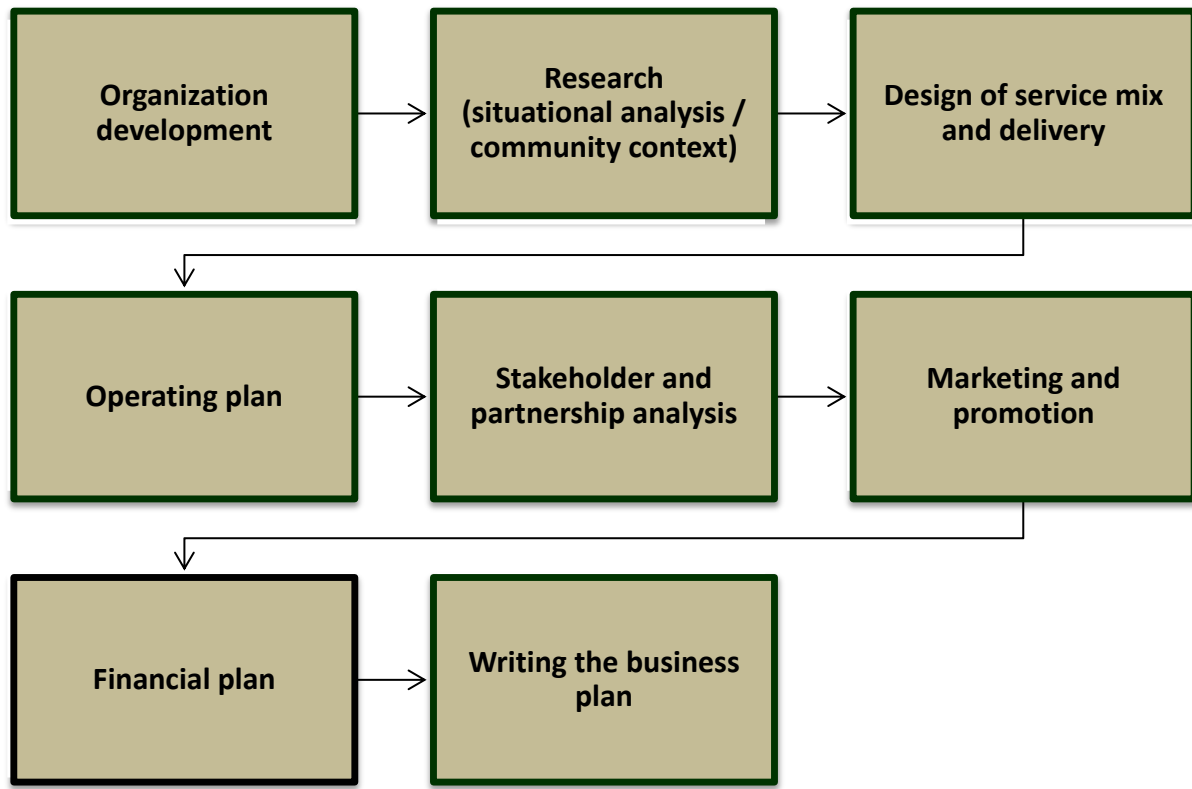 Organization
development
Research
(situational analysis /
community context)
Design of service mix
and delivery
Operating plan
Stakeholder and
partnership analysis
Marketing and
promotion
Financial plan
Writing the business
plan